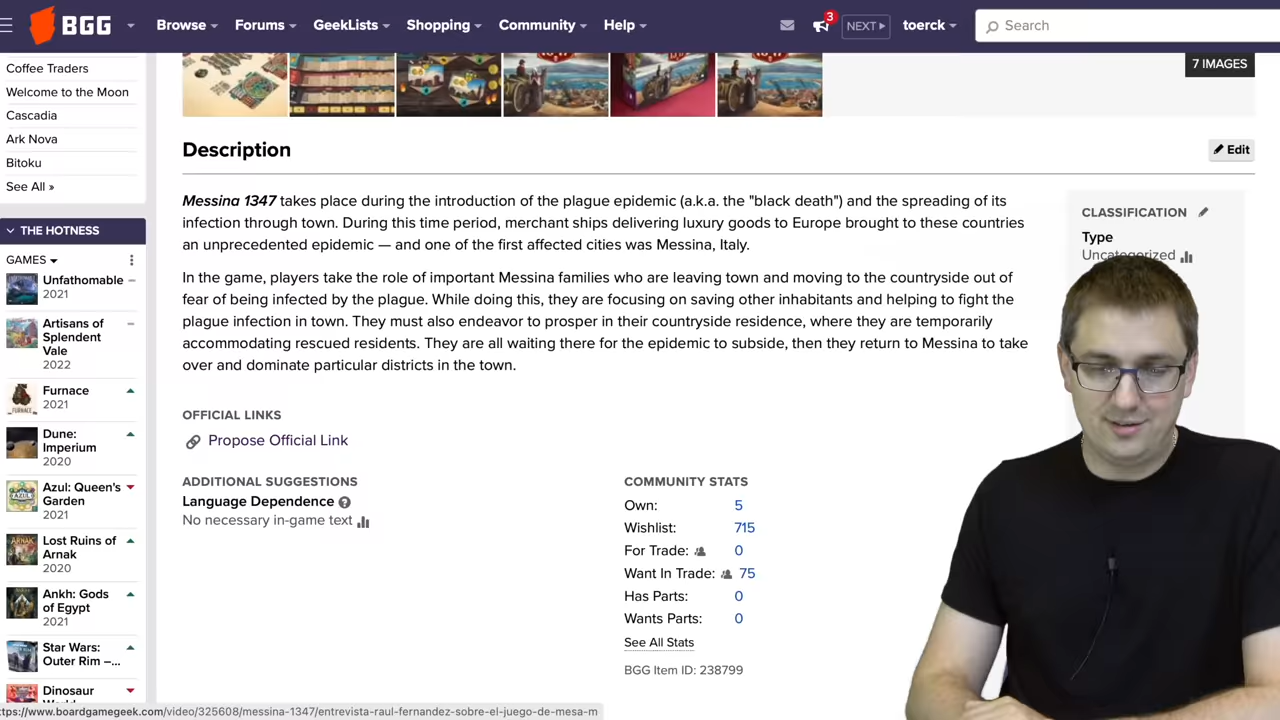 BGG
Browse
Forums
GeekLists
Shopping
Community
Help
3
NEXT
toerck
Search
Coffee Traders
Welcome to the Moon
Cascadia
Ark Nova
Bitoku
See All »
THE HOTNESS
GAMES
Unfathomable
2021
Artisans of
Splendent
Vale
2022
Furnace
2021
Dune:
Imperium
2020
Azul: Queen's
Garden
2021
Lost Ruins of
Arnak
2020
Ankh: Gods
of Egypt
2021
Star Wars:
Outer Rim –...
Dinosaur
7 IMAGES
Description
Edit
Messina 1347 takes place during the introduction of the plague epidemic (a.k.a. the "black death") and the spreading of its
infection through town. During this time period, merchant ships delivering luxury goods to Europe brought to these countries
an unprecedented epidemic — and one of the first affected cities was Messina, Italy.
In the game, players take the role of important Messina families who are leaving town and moving to the countryside out of
fear of being infected by the plague. While doing this, they are focusing on saving other inhabitants and helping to fight the
plague infection in town. They must also endeavor to prosper in their countryside residence, where they are temporarily
accommodating rescued residents. They are all waiting there for the epidemic to subside, then they return to Messina to take
over and dominate particular districts in the town.
OFFICIAL LINKS
Propose Official Link
ADDITIONAL SUGGESTIONS
Language Dependence
No necessary in-game text
COMMUNITY STATS
Own: 5
Wishlist: 715
For Trade: 0
Want In Trade: 75
Has Parts: 0
Wants Parts: 0
See All Stats
BGG Item ID: 238799
CLASSIFICATION
Type
Uncategorized
ttps://www.boardgamegeek.com/video/325608/messina-1347/entrevista-raul-fernandez-sobre-el-juego-de-mesa-m